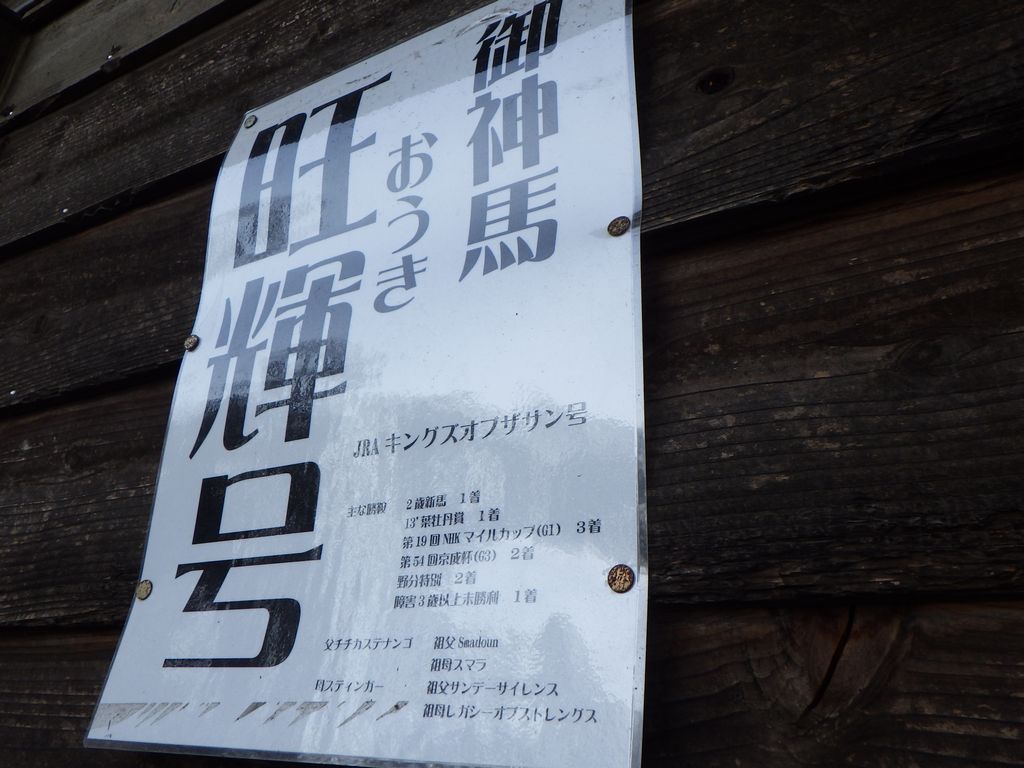 御神馬
おうき
旺輝号
JRA キングズオブザサン号
主な勝鞍 2歳新馬 1着
13'葉牡丹賞 1着
第19回 NHK マイルカップ(G1) 3着
第54回京成杯(G3) 2着
野分特別 2着
障害3歳以上未勝利 1着
父チチカステナンゴ 祖父 Smadoun
祖母スマラ
母スティンガー 祖父サンデーサイレンス
祖母レガシーオブストレングス